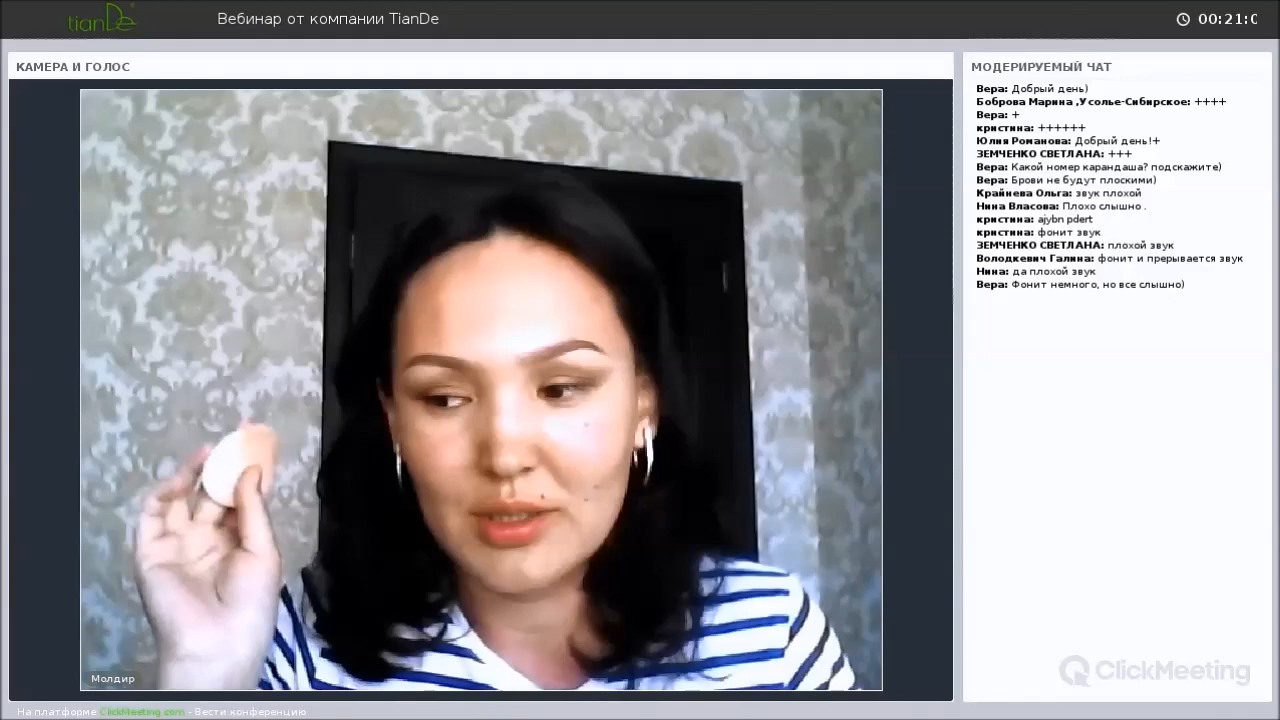 tianDe
Вебинар от компании TianDe
00:21:0
КАМЕРА И ГОЛОС
МОДЕРИРУЕМЫЙ ЧАТ
Вера: Добрый день)
Боброва Марина ,Усолье-Сибирское: ++++
Вера: +
кристина: ++++++
Юлия Романова: Добрый день!+
ЗЕМЧЕНКО СВЕТЛАНА: +++
Вера: Какой номер карандаша? подскажите)
Вера: Брови не будут плоскими)
Крайнева Ольга: звук плохой
Нина Власова: Плохо слышно .
кристина: ajybn pdert
кристина: фонит звук
ЗЕМЧЕНКО СВЕТЛАНА: плохой звук
Володкевич Галина: фонит и прерывается звук
Нина: да плохой звук
Вера: Фонит немного, но все слышно)
Молдир
ClickMeeting
На платформе ClickMeeting.com - Вести конференцию